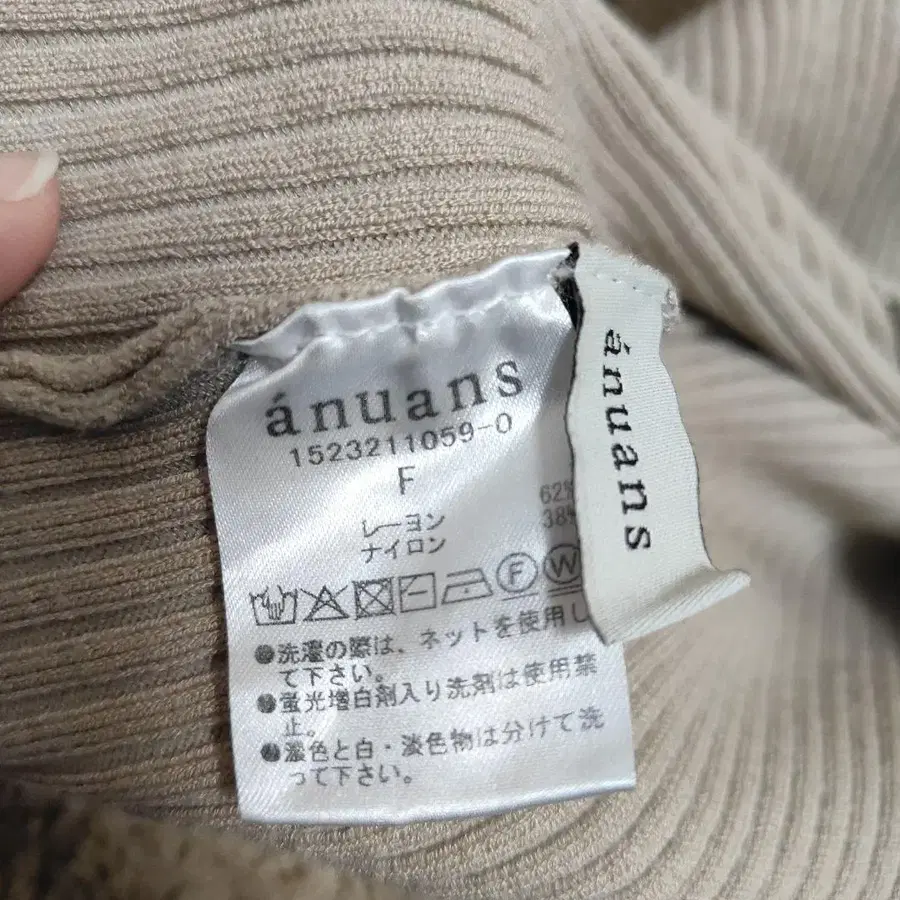 ánuans
1523211059-0
F
レーヨン 62%
ナイロン 38%
F W
●洗濯の際は、ネットを使用し
て下さい。
●蛍光増白剤入り洗剤は使用禁
止。
●濃色と白・淡色物は分けて洗
って下さい。
ánuans